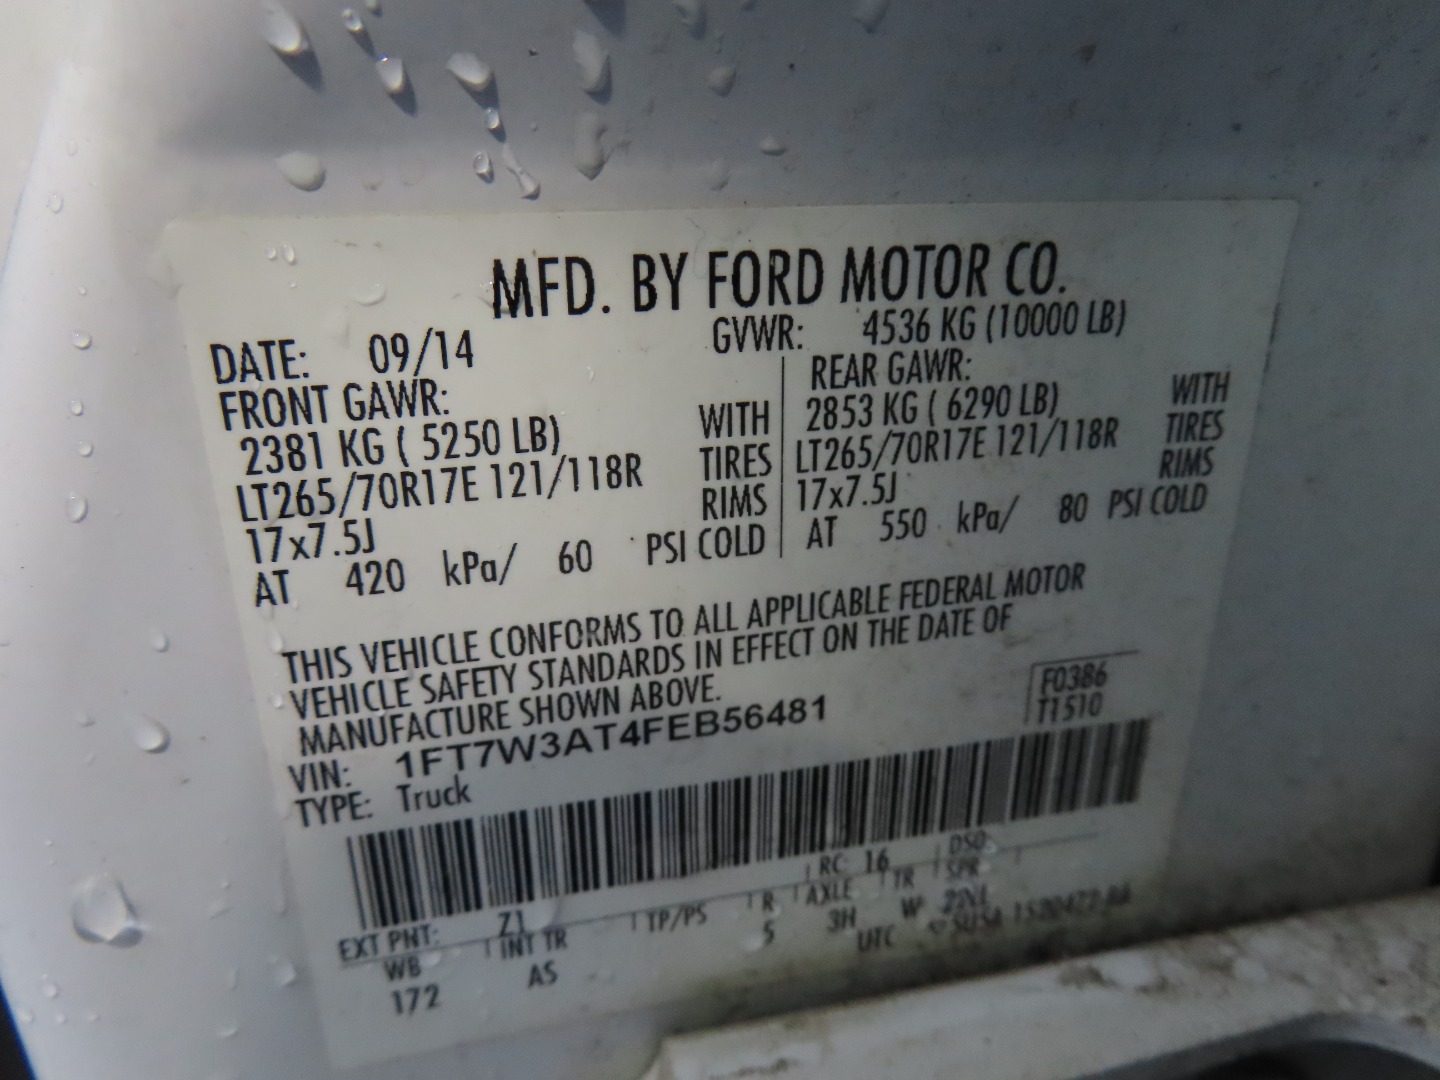 MFD. BY FORD MOTOR CO.
DATE: 09/14 GVWR: 4536 KG (10000 LB)
FRONT GAWR: REAR GAWR:
2381 KG ( 5250 LB) WITH 2853 KG ( 6290 LB) WITH
LT265/70R17E 121/118R TIRES LT265/70R17E 121/118R TIRES
17x7.5J RIMS 17x7.5J RIMS
AT 420 kPa/ 60 PSI COLD AT 550 kPa/ 80 PSI COLD
THIS VEHICLE CONFORMS TO ALL APPLICABLE FEDERAL MOTOR
VEHICLE SAFETY STANDARDS IN EFFECT ON THE DATE OF
MANUFACTURE SHOWN ABOVE.
F0386
T1510
VIN: 1FT7W3AT4FEB56481
TYPE: Truck
EXT PNT: Z1 RC: 16 DSO:
WB INT TR TP/PS R AXLE TR SPR
172 AS 5 3H W
UTC